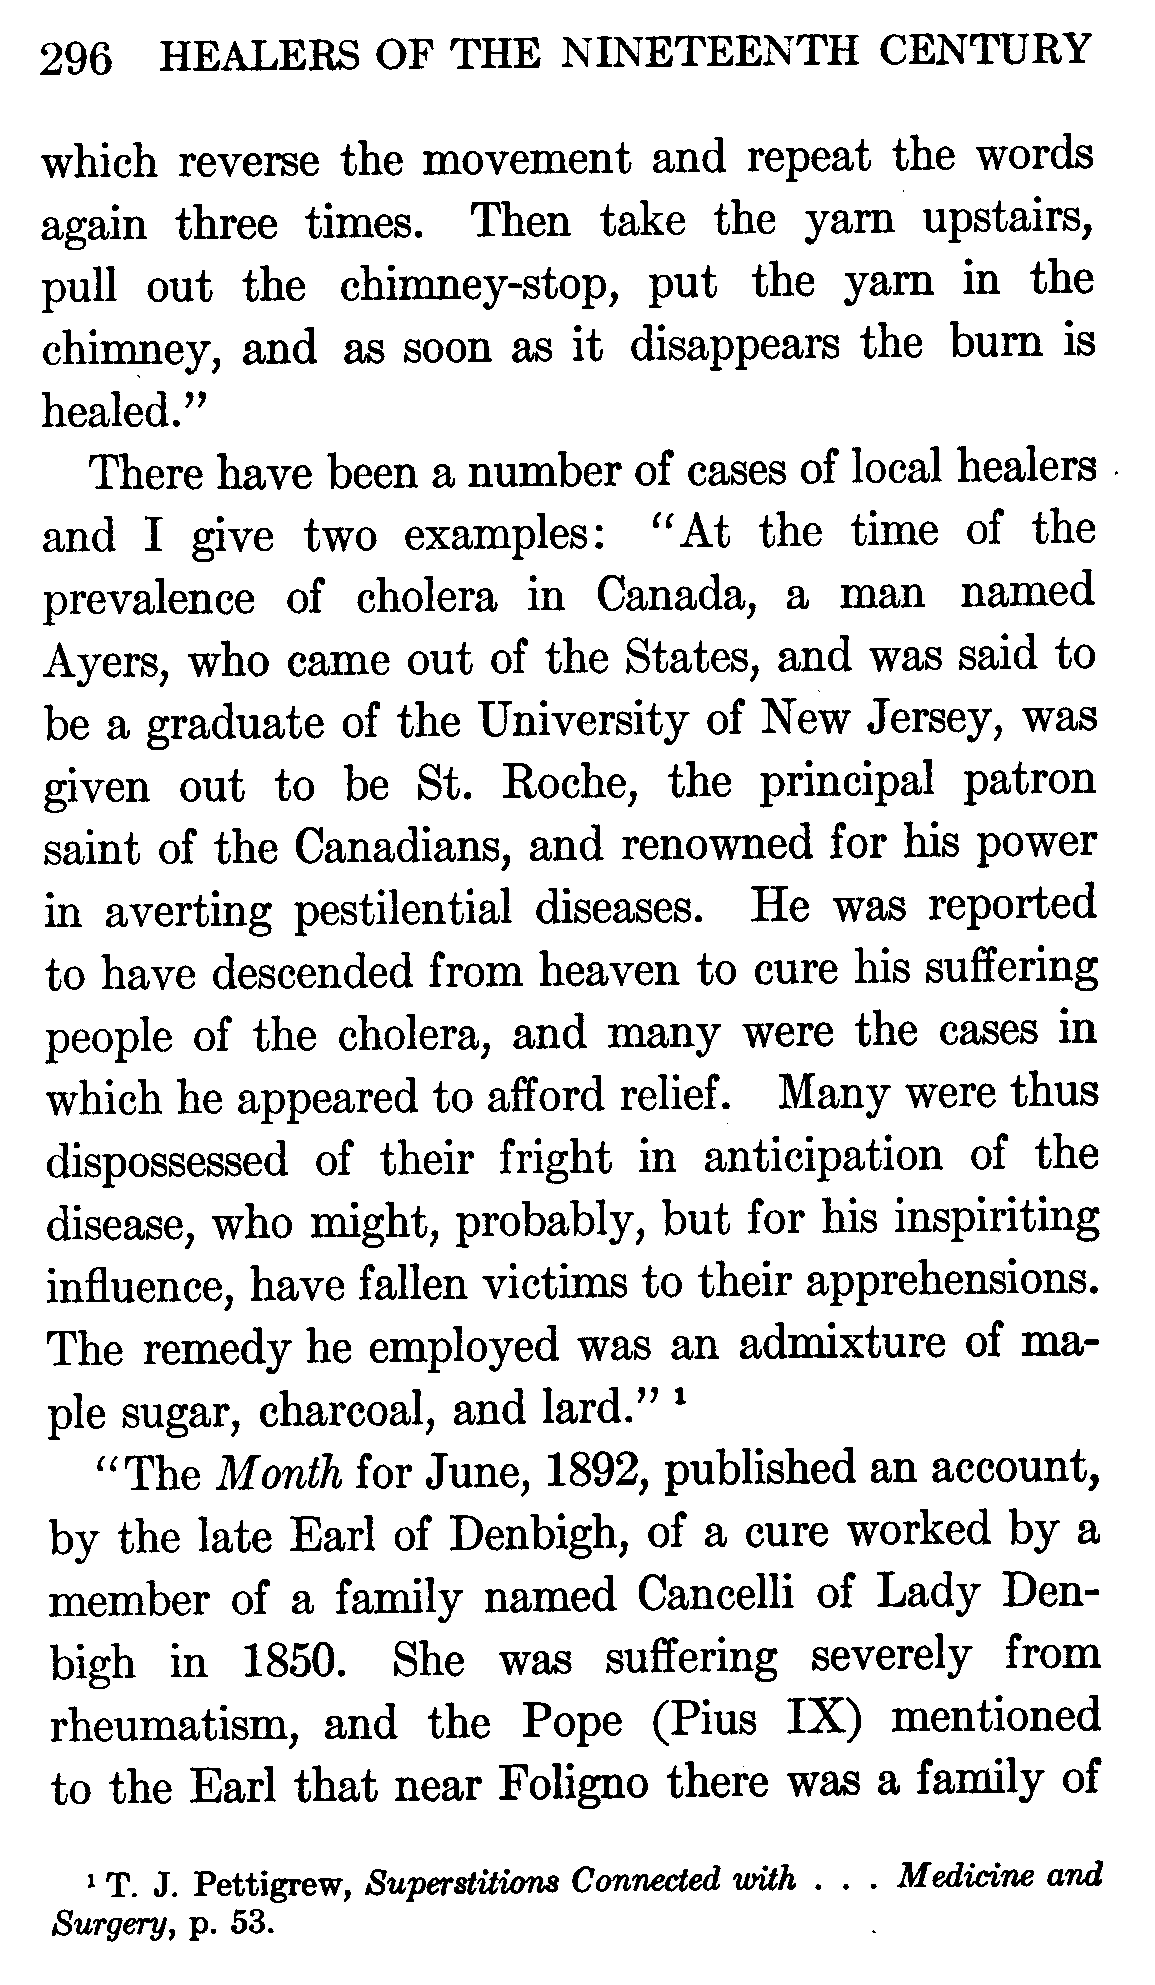 296 HEALERS OF THE NINETEENTH CENTURY
which reverse the movement and repeat the words
again three times. Then take the yarn upstairs,
pull out the chimney-stop, put the yarn in the
chimney, and as soon as it disappears the burn is
healed."
There have been a number of cases of local healers
and I give two examples: "At the time of the
prevalence of cholera in Canada, a man named
Ayers, who came out of the States, and was said to
be a graduate of the University of New Jersey, was
given out to be St. Roche, the principal patron
saint of the Canadians, and renowned for his power
in averting pestilential diseases. He was reported
to have descended from heaven to cure his suffering
people of the cholera, and many were the cases in
which he appeared to afford relief. Many were thus
dispossessed of their fright in anticipation of the
disease, who might, probably, but for his inspiriting
influence, have fallen victims to their apprehensions.
The remedy he employed was an admixture of ma-
ple sugar, charcoal, and lard." ¹
"The Month for June, 1892, published an account,
by the late Earl of Denbigh, of a cure worked by a
member of a family named Cancelli of Lady Den-
bigh in 1850. She was suffering severely from
rheumatism, and the Pope (Pius IX) mentioned
to the Earl that near Foligno there was a family of
¹ T. J. Pettigrew, Superstitions Connected with . . . Medicine and
Surgery, p. 53.